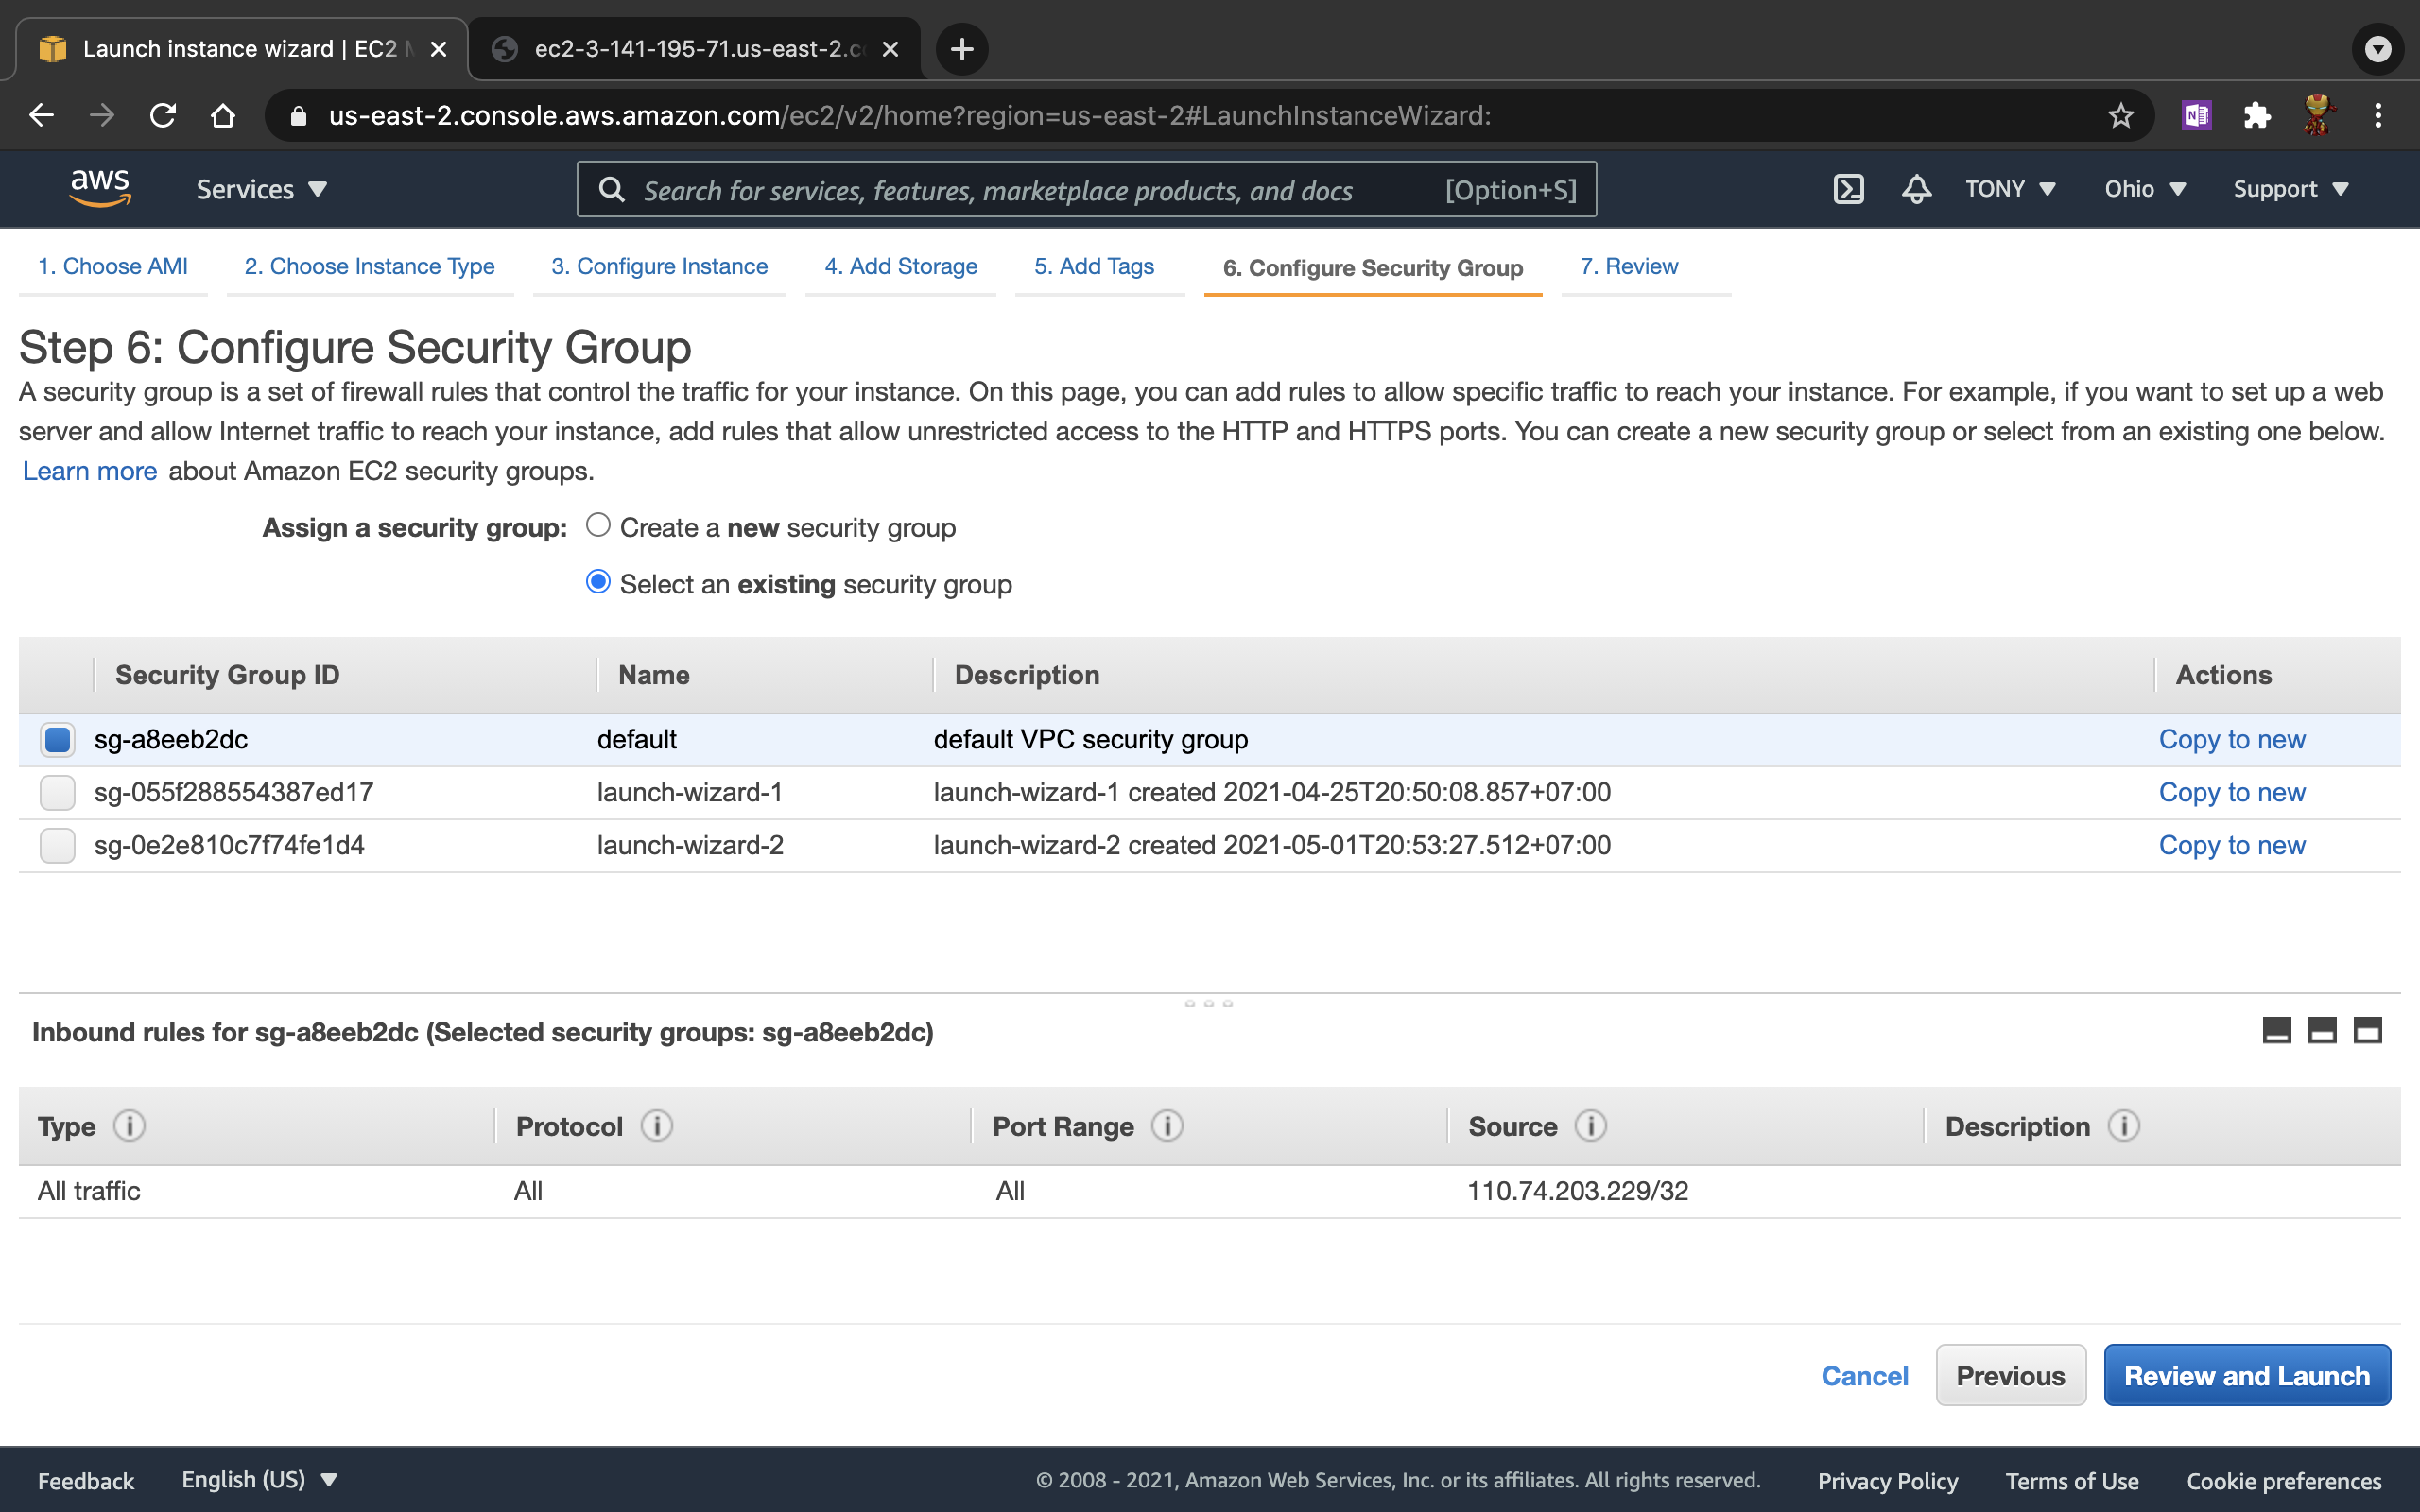 Launch instance wizard | EC2
ec2-3-141-195-71.us-east-2.c
us-east-2.console.aws.amazon.com/ec2/v2/home?region=us-east-2#LaunchInstanceWizard:
aws
Services
Search for services, features, marketplace products, and docs
[Option+S]
TONY
Ohio
Support
1. Choose AMI
2. Choose Instance Type
3. Configure Instance
4. Add Storage
5. Add Tags
6. Configure Security Group
7. Review
Step 6: Configure Security Group
A security group is a set of firewall rules that control the traffic for your instance. On this page, you can add rules to allow specific traffic to reach your instance. For example, if you want to set up a web
server and allow Internet traffic to reach your instance, add rules that allow unrestricted access to the HTTP and HTTPS ports. You can create a new security group or select from an existing one below.
Learn more about Amazon EC2 security groups.
Assign a security group: Create a new security group
Select an existing security group
Security Group ID Name Description Actions
sg-a8eeb2dc default default VPC security group Copy to new
sg-055f288554387ed17 launch-wizard-1 launch-wizard-1 created 2021-04-25T20:50:08.857+07:00 Copy to new
sg-0e2e810c7f74fe1d4 launch-wizard-2 launch-wizard-2 created 2021-05-01T20:53:27.512+07:00 Copy to new
Inbound rules for sg-a8eeb2dc (Selected security groups: sg-a8eeb2dc)
Type Protocol Port Range Source Description
All traffic All All 110.74.203.229/32
Cancel Previous Review and Launch
Feedback English (US) © 2008 - 2021, Amazon Web Services, Inc. or its affiliates. All rights reserved. Privacy Policy Terms of Use Cookie preferences